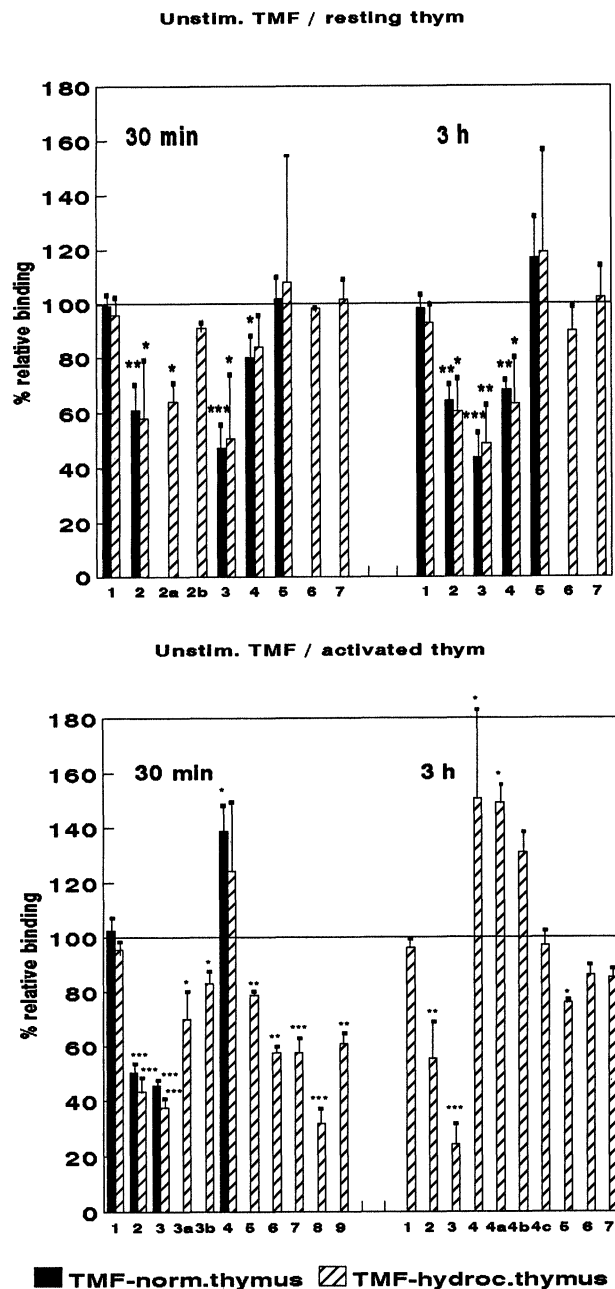 Unstim. TMF / resting thym
180
160
140
120
100
80
60
40
20
0
% relative binding
30 min
3 h
** * * *** * * ** * *** ** * *
1 2 2a 2b 3 4 5 6 7 1 2 3 4 5 6 7
Unstim. TMF / activated thym
180
160
140
120
100
80
60
40
20
0
% relative binding
30 min
3 h
*** *** *** *** * * * ** ** *** *** ** ** *** * * *
1 2 3 3a 3b 4 5 6 7 8 9 1 2 3 4 4a 4b 4c 5 6 7
TMF-norm.thymus TMF-hydroc.thymus